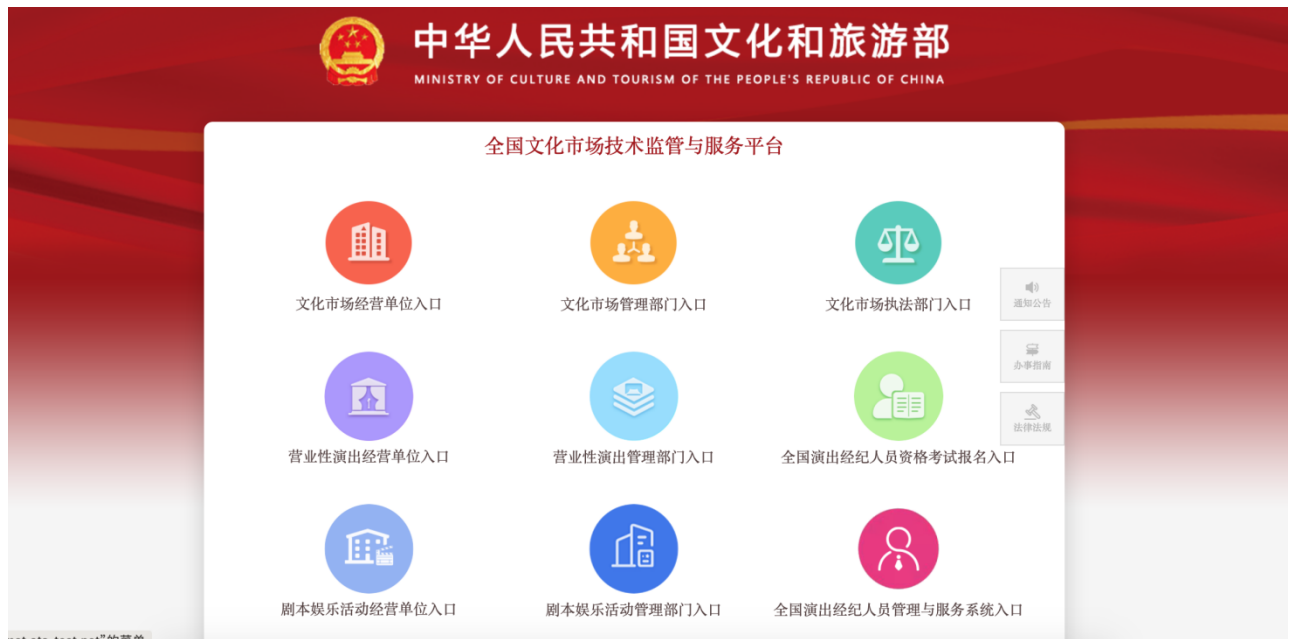 中华人民共和国文化和旅游部
MINISTRY OF CULTURE AND TOURISM OF THE PEOPLE'S REPUBLIC OF CHINA
全国文化市场技术监管与服务平台
文化市场经营单位入口
文化市场管理部门入口
文化市场执法部门入口
通知公告
办事指南
法律法规
营业性演出经营单位入口
营业性演出管理部门入口
全国演出经纪人员资格考试报名入口
剧本娱乐活动经营单位入口
剧本娱乐活动管理部门入口
全国演出经纪人员管理与服务系统入口